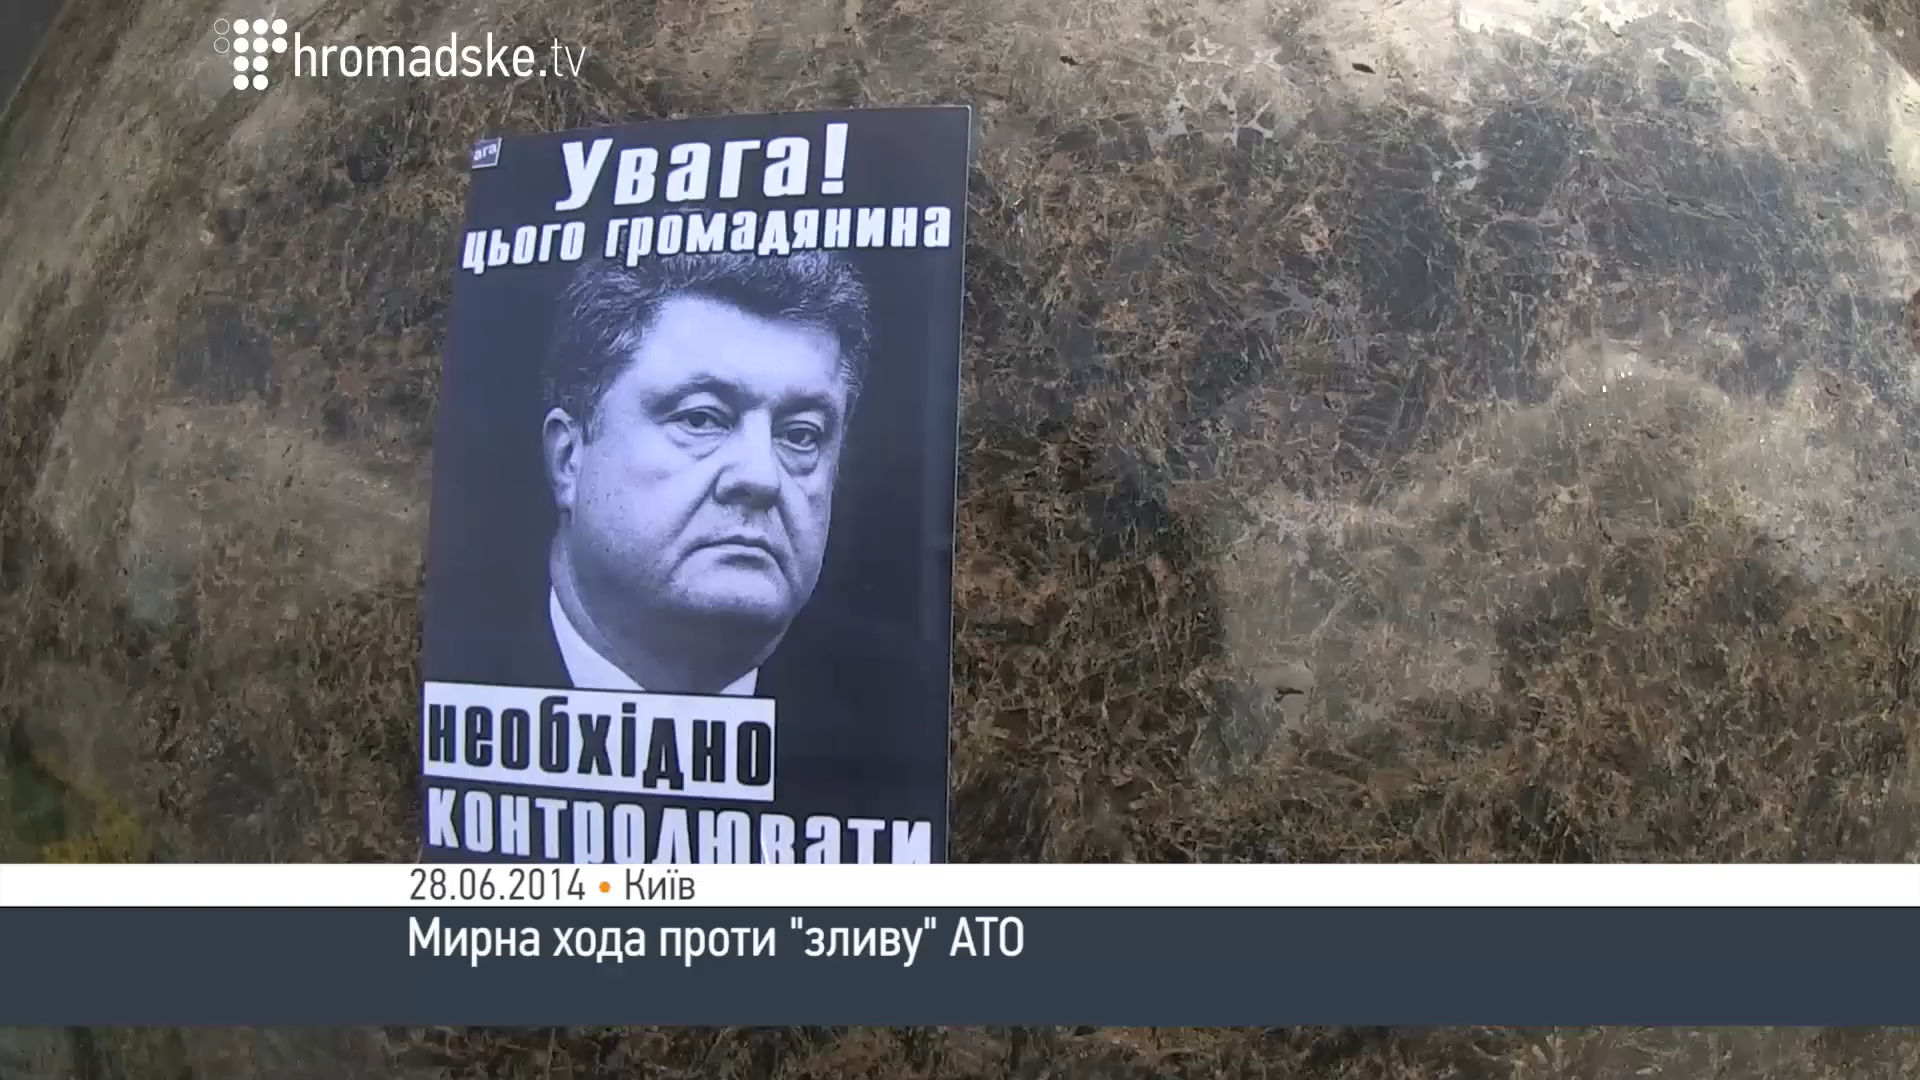 hromadske.tv
Увага!
цього громадянина
необхідно
контролювати
28.06.2014 • Київ
Мирна хода проти "зливу" АТО